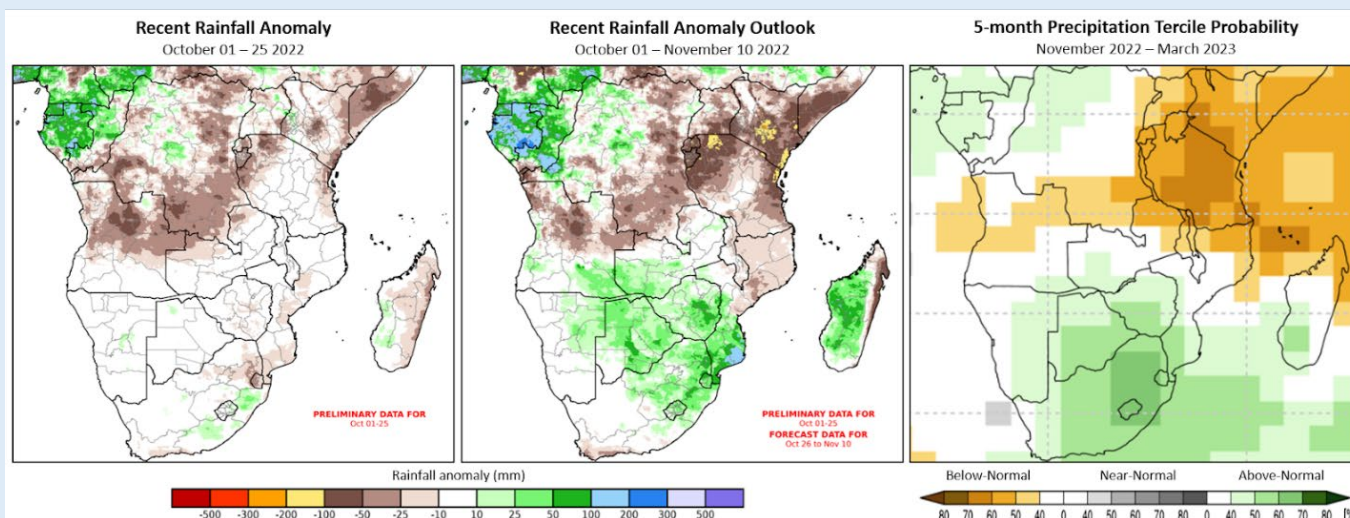 Recent Rainfall Anomaly
October 01 – 25 2022
Recent Rainfall Anomaly Outlook
October 01 – November 10 2022
5-month Precipitation Tercile Probability
November 2022 – March 2023
PRELIMINARY DATA FOR
Oct 01-25
PRELIMINARY DATA FOR
Oct 01-25
FORECAST DATA FOR
Oct 26 to Nov 10
Rainfall anomaly (mm)
-500 -300 -200 -100 -50 -25 -10 10 25 50 100 200 300 500
Below-Normal Near-Normal Above-Normal
80 70 60 50 40 0 40 50 60 70 0 40 50 60 70 80 [%